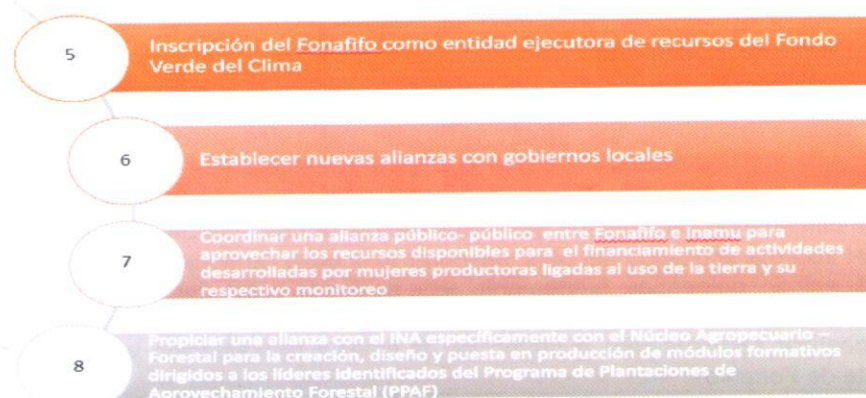 5
Inscripción del Fonafifo como entidad ejecutora de recursos del Fondo
Verde del Clima
6
Establecer nuevas alianzas con gobiernos locales
7
Coordinar una alianza público- público entre Fonafifo e Inamu para
aprovechar los recursos disponibles para el financiamiento de actividades
desarrolladas por mujeres productoras ligadas al uso de la tierra y su
respectivo monitoreo
8
Propiciar una alianza con el INA específicamente con el Núcleo Agropecuario –
Forestal para la creación, diseño y puesta en producción de módulos formativos
dirigidos a los líderes identificados del Programa de Plantaciones de
Aprovechamiento Forestal (PPAF)